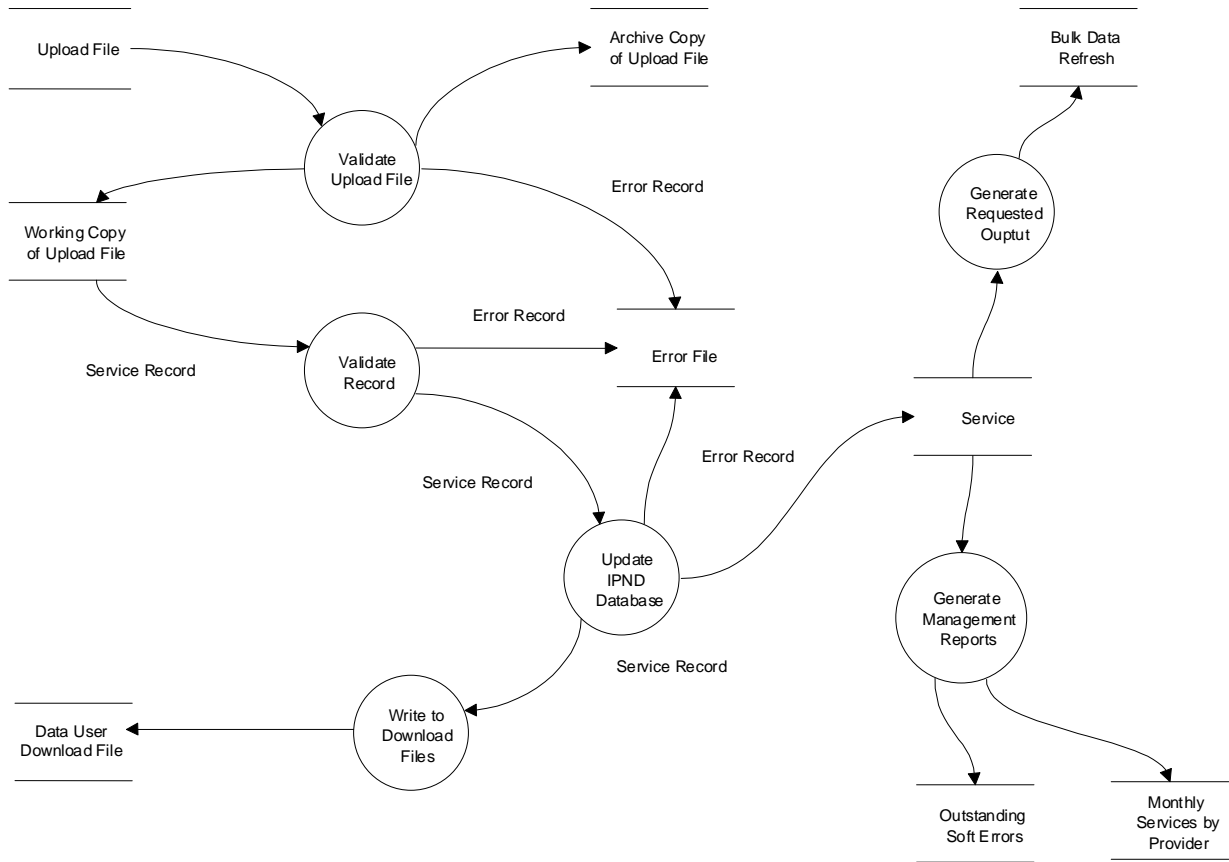 Upload File
Archive Copy
of Upload File
Bulk Data
Refresh
Validate
Upload File
Error Record
Generate
Requested
Ouptut
Working Copy
of Upload File
Error Record
Service Record
Validate
Record
Error File
Service
Service Record
Error Record
Update
IPND
Database
Generate
Management
Reports
Service Record
Data User
Download File
Write to
Download
Files
Outstanding
Soft Errors
Monthly
Services by
Provider